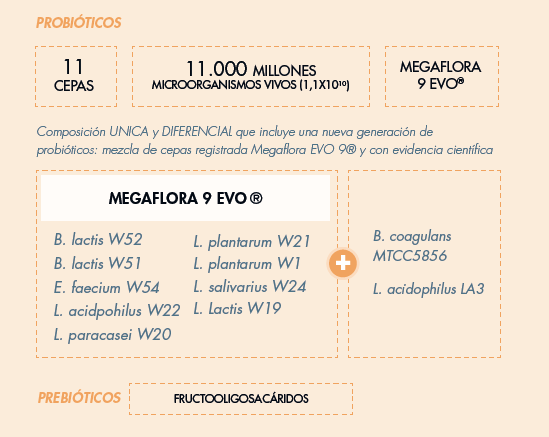 PROBIÓTICOS
11
CEPAS
11.000 MILLONES
MICROORGANISMOS VIVOS (1,1X10¹⁰)
MEGAFLORA
9 EVO®
Composición UNICA y DIFERENCIAL que incluye una nueva generación de
probióticos: mezcla de cepas registrada Megaflora EVO 9® y con evidencia científica
MEGAFLORA 9 EVO ®
B. lactis W52
B. lactis W51
E. faecium W54
L. acidpohilus W22
L. paracasei W20
L. plantarum W21
L. plantarum W1
L. salivarius W24
L. Lactis W19
+
B. coagulans
MTCC5856
L. acidophilus LA3
PREBIÓTICOS
FRUCTOOLIGOSACÁRIDOS